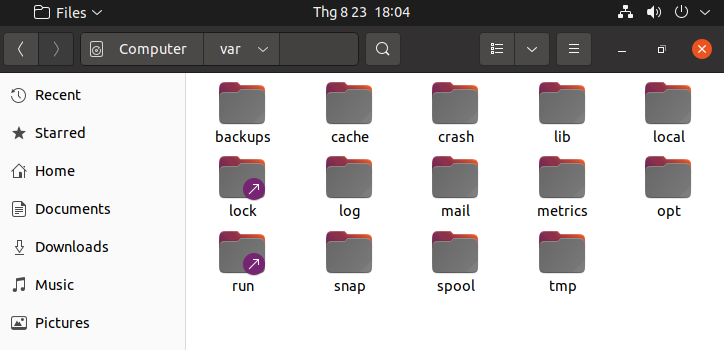 Files
Thg 8 23 18:04
Computer var
Recent
Starred
Home
Documents
Downloads
Music
Pictures
backups cache crash lib local
lock log mail metrics opt
run snap spool tmp